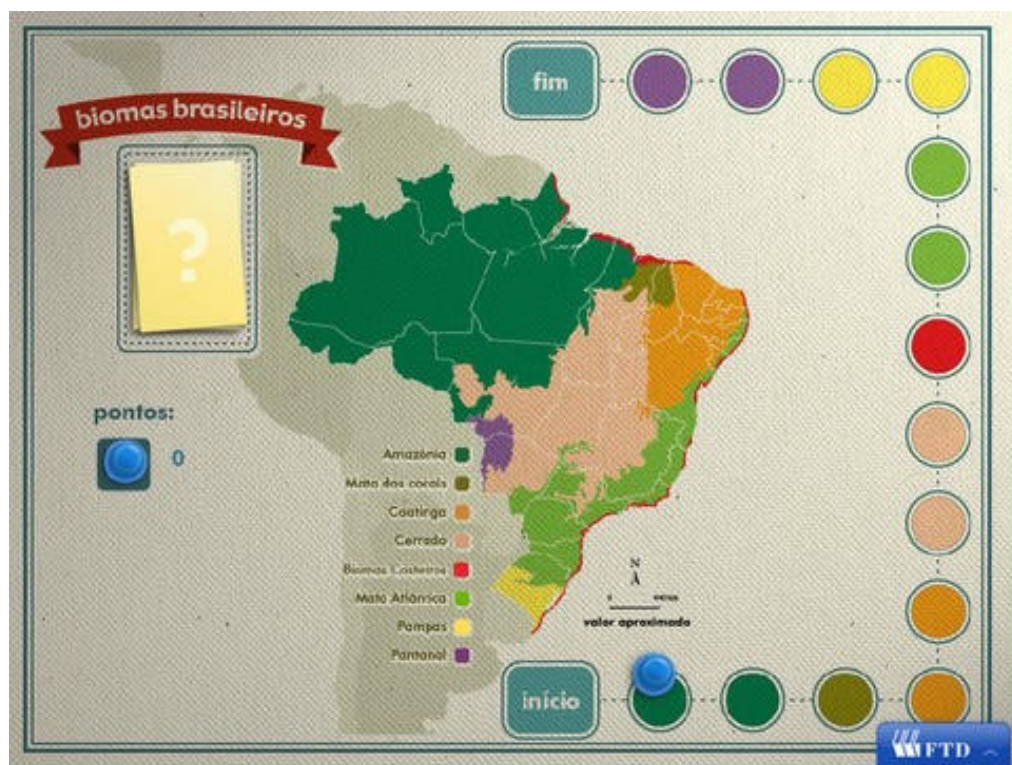 fim
biomas brasileiros
?
pontos:
0
Amazônia
Mata dos cocais
Caatinga
Cerrado
Biomas Costeiros
Mata Atlântica
Pampas
Pantanal
N
0
valor aproximado
início
FTD